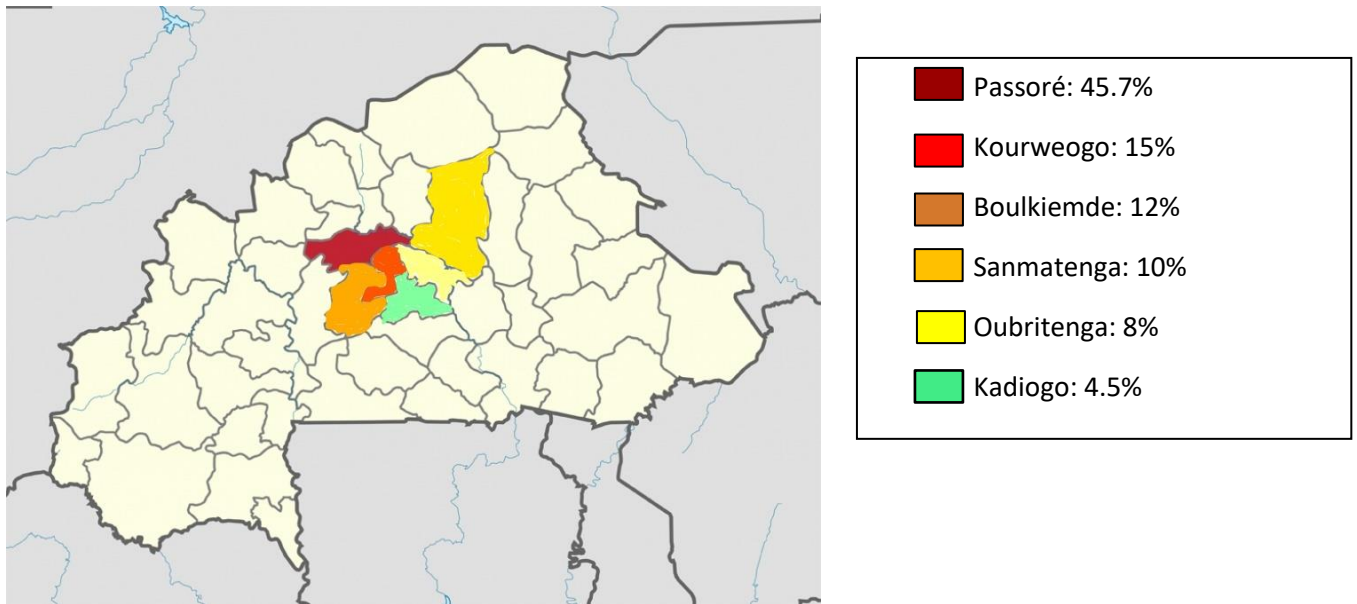 Passoré: 45.7%
Kourweogo: 15%
Boulkiemde: 12%
Sanmatenga: 10%
Oubritenga: 8%
Kadiogo: 4.5%